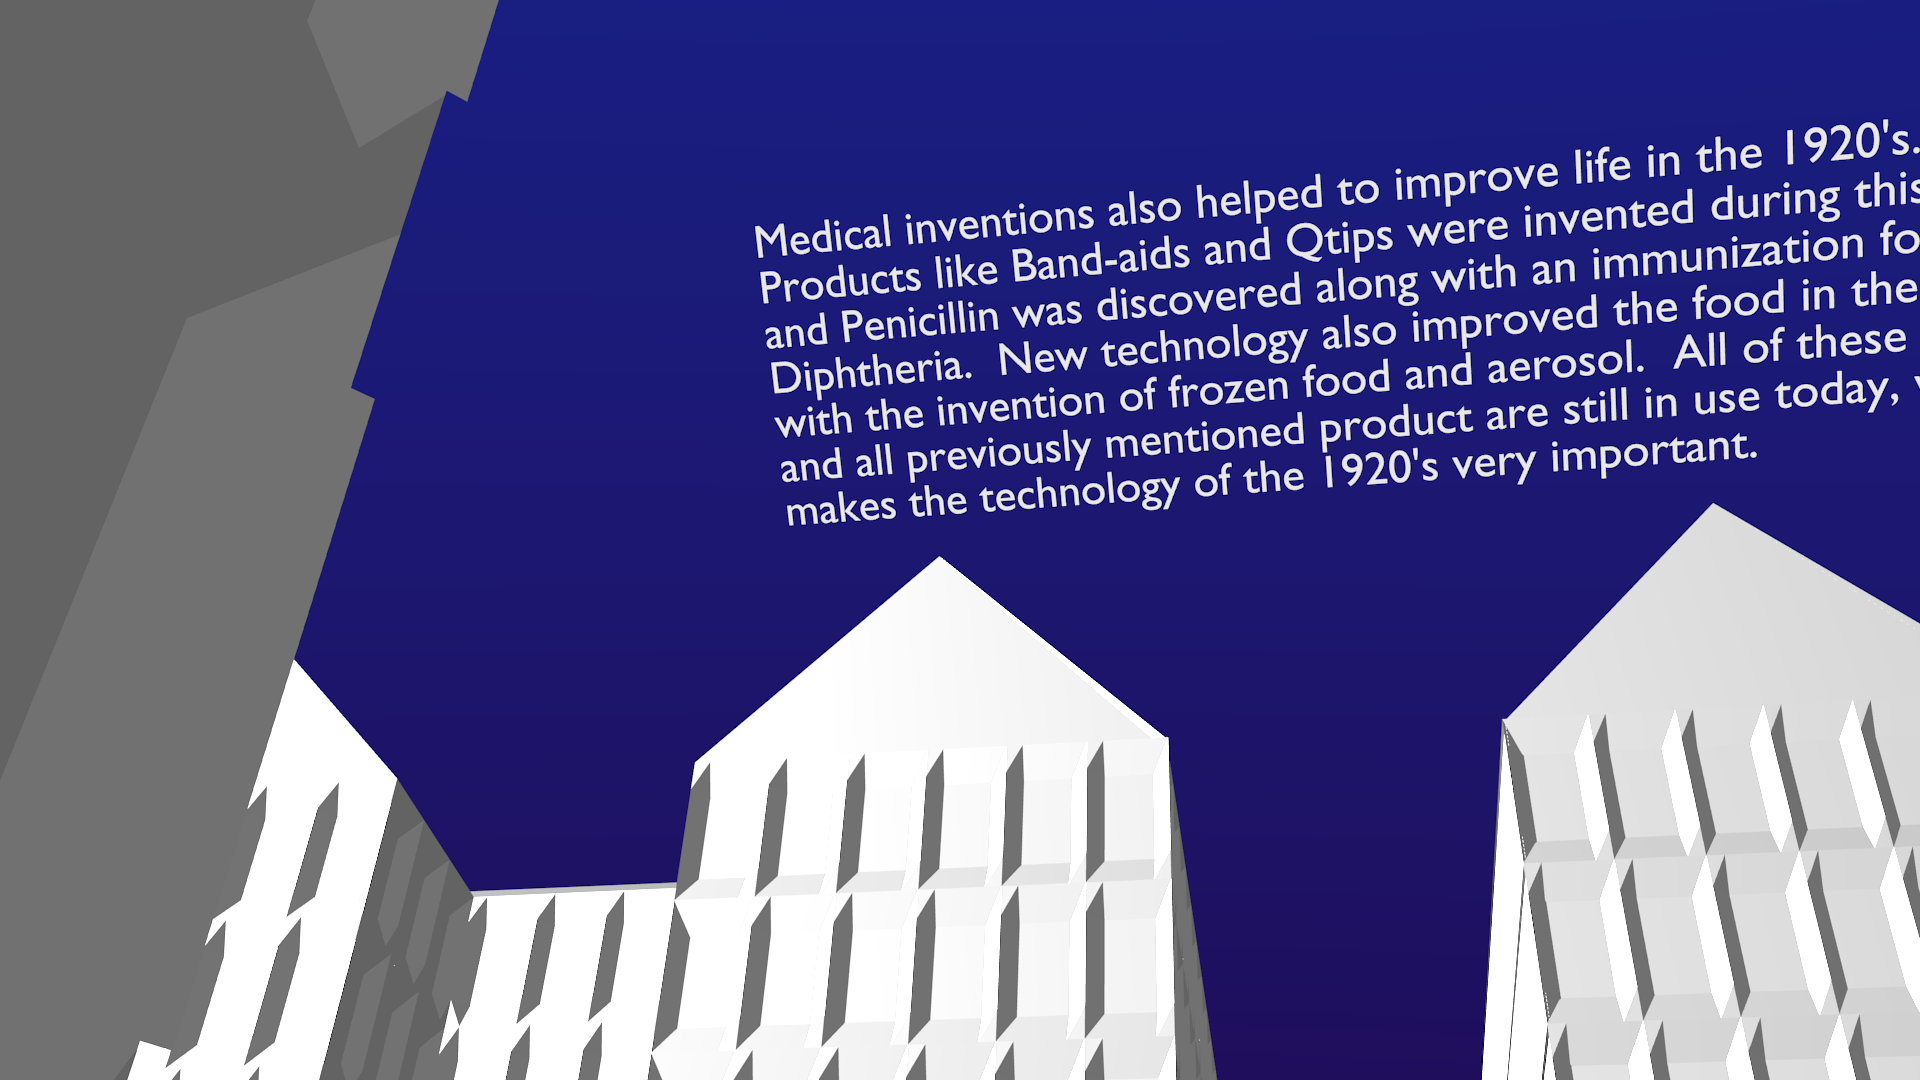 Medical inventions also helped to improve life in the 1920's.
Products like Band-aids and Qtips were invented during this
and Penicillin was discovered along with an immunization
Diphtheria.  New technology also improved the food in the
with the invention of frozen food and aerosol.  All of these
and all previously mentioned product are still in use today,
makes the technology of the 1920's very important.